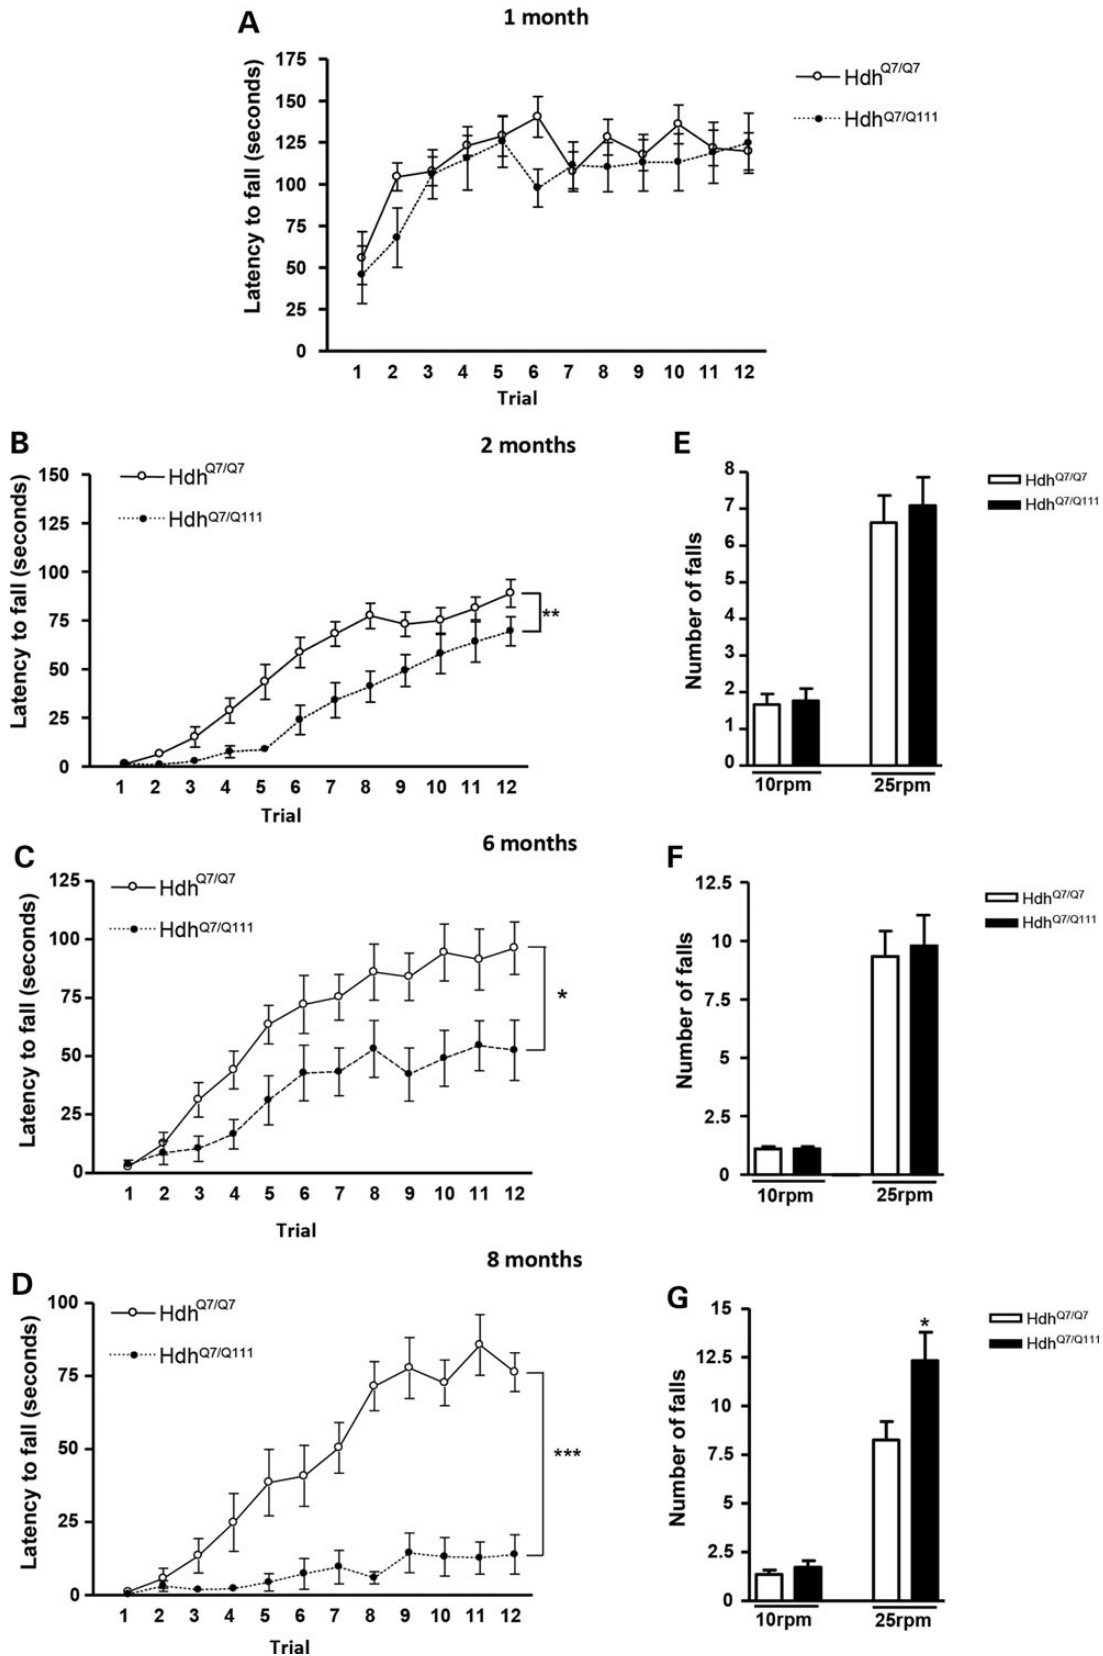 A
1 month
Latency to fall (seconds)
175
150
125
100
75
50
25
0
1 2 3 4 5 6 7 8 9 10 11 12
Trial
Hdh^Q7/Q7
Hdh^Q7/Q111
B
2 months
Latency to fall (seconds)
150
125
100
75
50
25
0
1 2 3 4 5 6 7 8 9 10 11 12
Trial
Hdh^Q7/Q7
Hdh^Q7/Q111
**
E
Number of falls
8
7
6
5
4
3
2
1
0
10rpm 25rpm
Hdh^Q7/Q7
Hdh^Q7/Q111
C
6 months
Latency to fall (seconds)
125
100
75
50
25
0
1 2 3 4 5 6 7 8 9 10 11 12
Trial
Hdh^Q7/Q7
Hdh^Q7/Q111
*
F
Number of falls
12.5
10
7.5
5
2.5
0
10rpm 25rpm
Hdh^Q7/Q7
Hdh^Q7/Q111
D
8 months
Latency to fall (seconds)
100
75
50
25
0
1 2 3 4 5 6 7 8 9 10 11 12
Trial
Hdh^Q7/Q7
Hdh^Q7/Q111
***
G
Number of falls
15
12.5
10
7.5
5
2.5
0
*
10rpm 25rpm
Hdh^Q7/Q7
Hdh^Q7/Q111